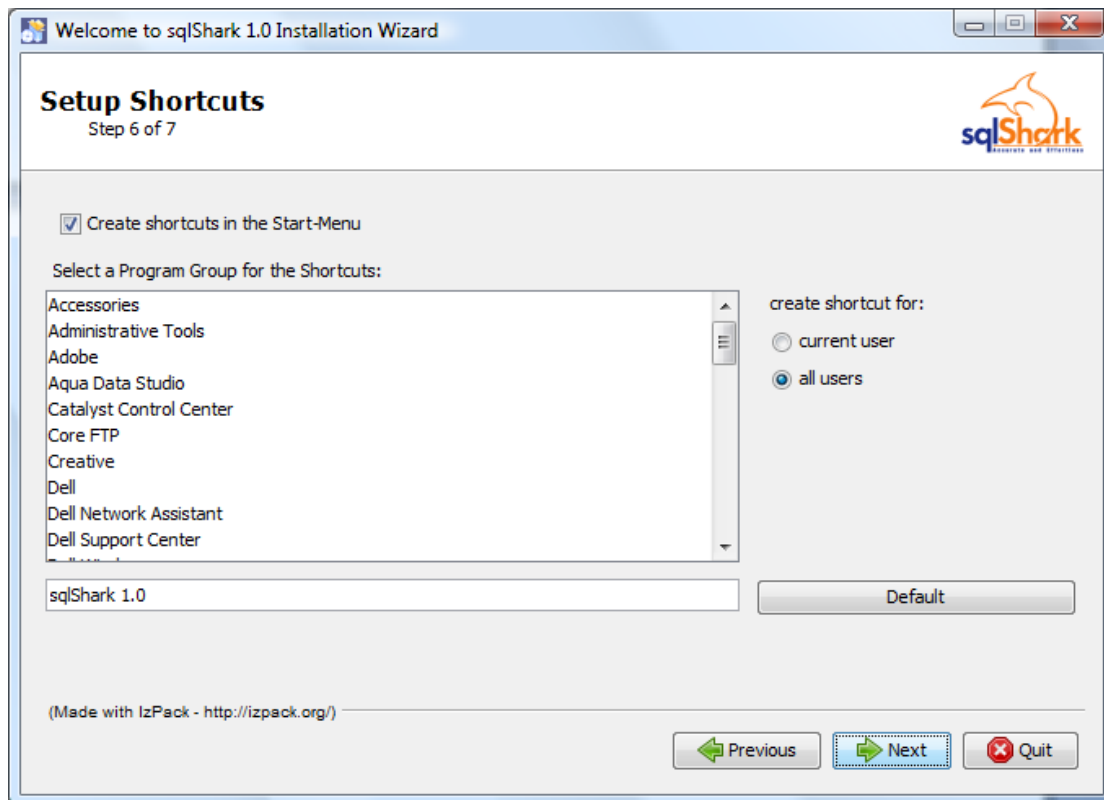 Welcome to sqlShark 1.0 Installation Wizard
Setup Shortcuts
Step 6 of 7
sqlShark
Accurate and Effortless
Create shortcuts in the Start-Menu
Select a Program Group for the Shortcuts:
Accessories
Administrative Tools
Adobe
Aqua Data Studio
Catalyst Control Center
Core FTP
Creative
Dell
Dell Network Assistant
Dell Support Center
create shortcut for:
current user
all users
sqlShark 1.0
Default
(Made with IzPack - http://izpack.org/)
Previous
Next
Quit